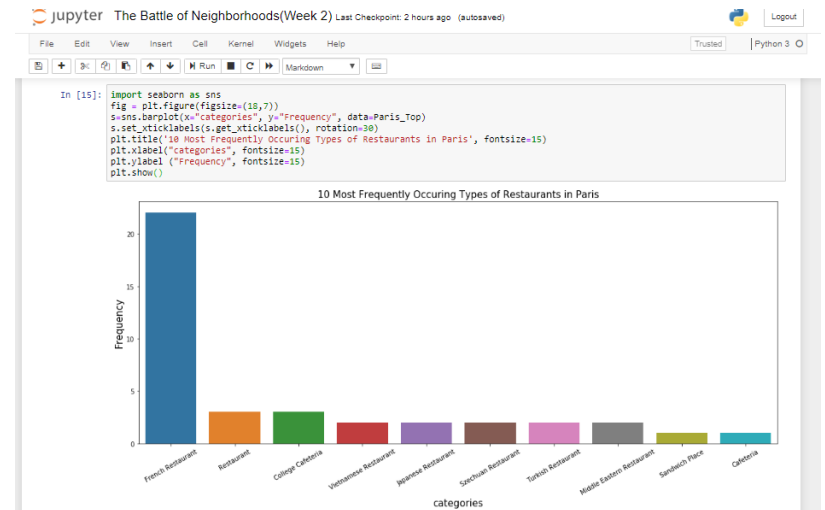 jupyter The Battle of Neighborhoods(Week 2) Last Checkpoint: 2 hours ago (autosaved)
Logout
File Edit View Insert Cell Kernel Widgets Help
Trusted Python 3
Run Markdown
In [15]: import seaborn as sns
fig = plt.figure(figsize=(18,7))
s=sns.barplot(x="categories", y="Frequency", data=Paris_Top)
s.set_xticklabels(s.get_xticklabels(), rotation=30)
plt.title('10 Most Frequently Occuring Types of Restaurants in Paris', fontsize=15)
plt.xlabel("categories", fontsize=15)
plt.ylabel ("Frequency", fontsize=15)
plt.show()
10 Most Frequently Occuring Types of Restaurants in Paris
Frequency
20
15
10
5
0
French Restaurant
Restaurant
College Cafeteria
Vietnamese Restaurant
Japanese Restaurant
Szechuan Restaurant
Turkish Restaurant
Middle Eastern Restaurant
Sandwich Place
Cafeteria
categories